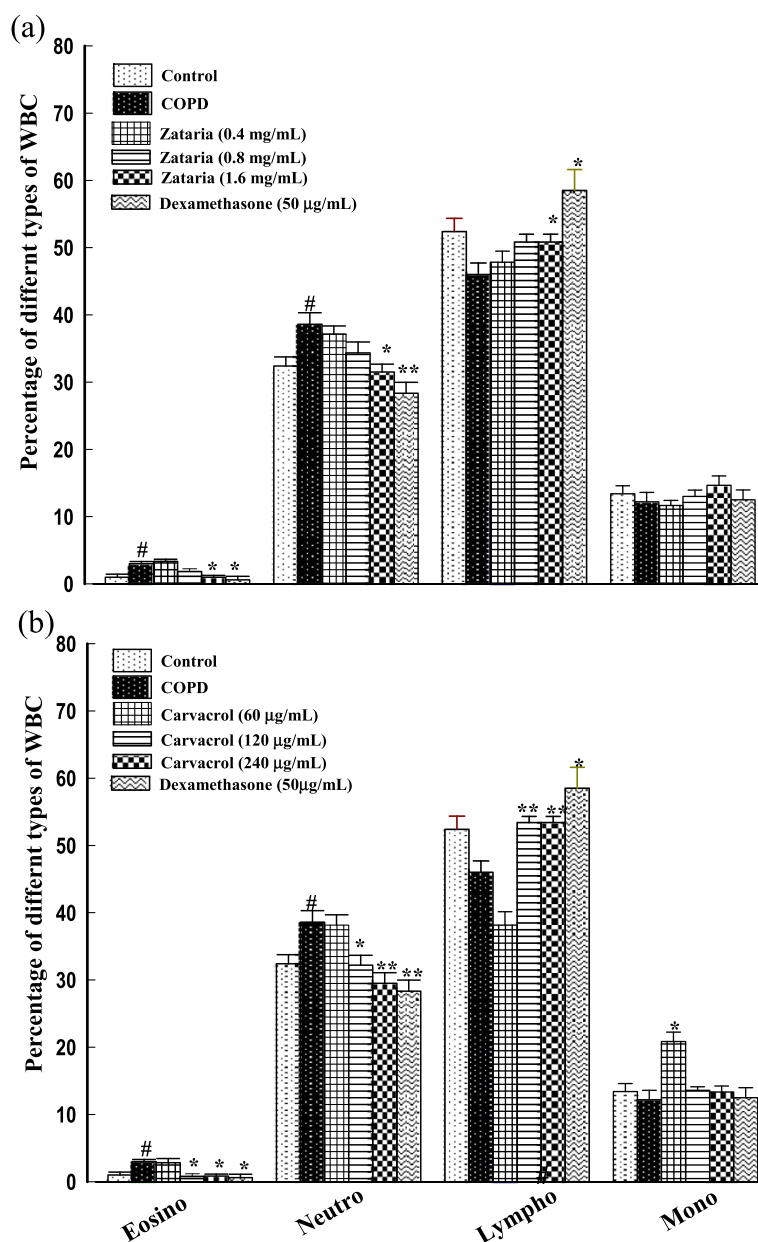 (a)
80
70
60
50
40
30
20
10
0
Percentage of differnt types of WBC
Control
COPD
Zataria (0.4 mg/mL)
Zataria (0.8 mg/mL)
Zataria (1.6 mg/mL)
Dexamethasone (50 μg/mL)
#
*
*
#
*
**
*
*
(b)
80
70
60
50
40
30
20
10
0
Percentage of differnt types of WBC
Control
COPD
Carvacrol (60 μg/mL)
Carvacrol (120 μg/mL)
Carvacrol (240 μg/mL)
Dexamethasone (50μg/mL)
#
*
*
*
#
*
**
**
**
**
*
*
#
Eosino
Neutro
Lympho
Mono